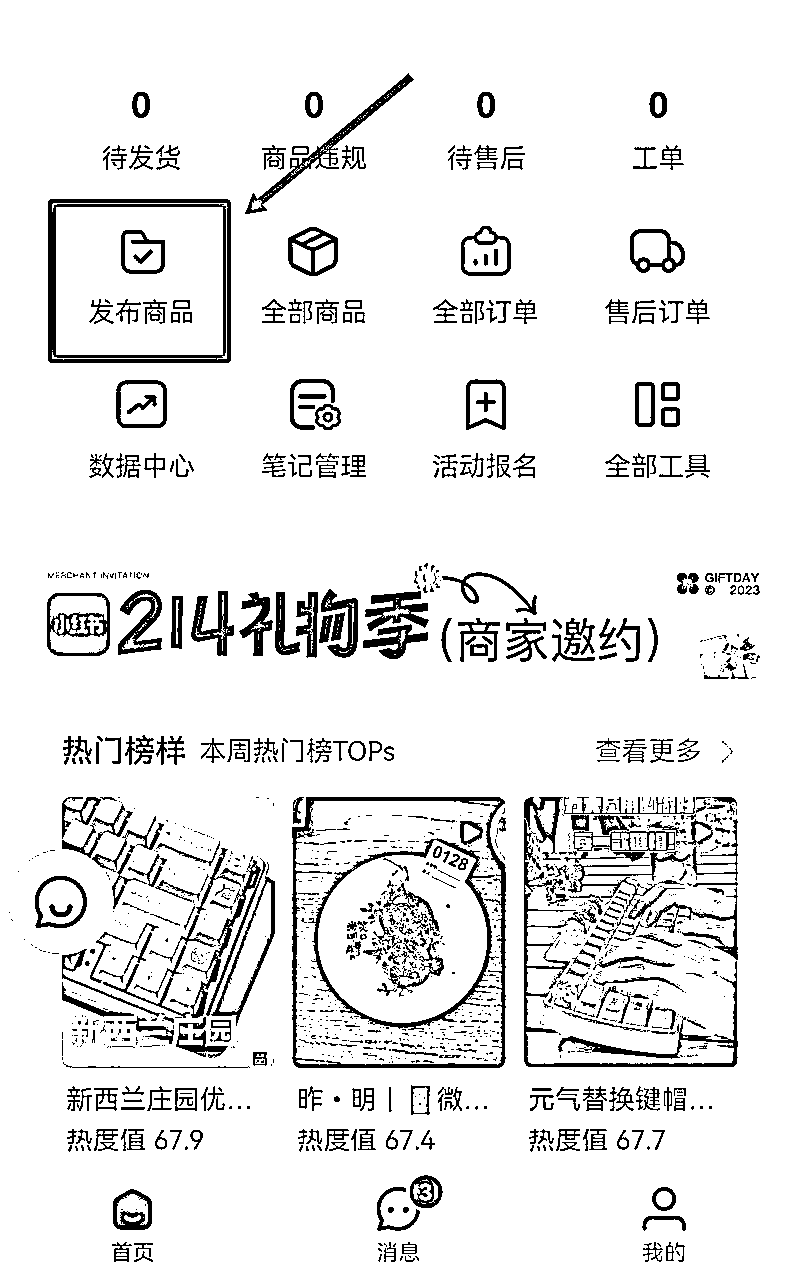 0 0 0 0
待发货 商品违规 待售后 工单
发布商品 全部商品 全部订单 售后订单
数据中心 笔记管理 活动报名 全部工具
MERCHANT INVITATION
小红书 214礼物季 (商家邀约)
GIFTDAY
© 2023
热门榜样 本周热门榜TOPs 查看更多
0128
新西兰庄园
新西兰庄园优... 昨·明丨 微... 元气替换键帽...
热度值 67.9 热度值 67.4 热度值 67.7
3
首页 消息 我的